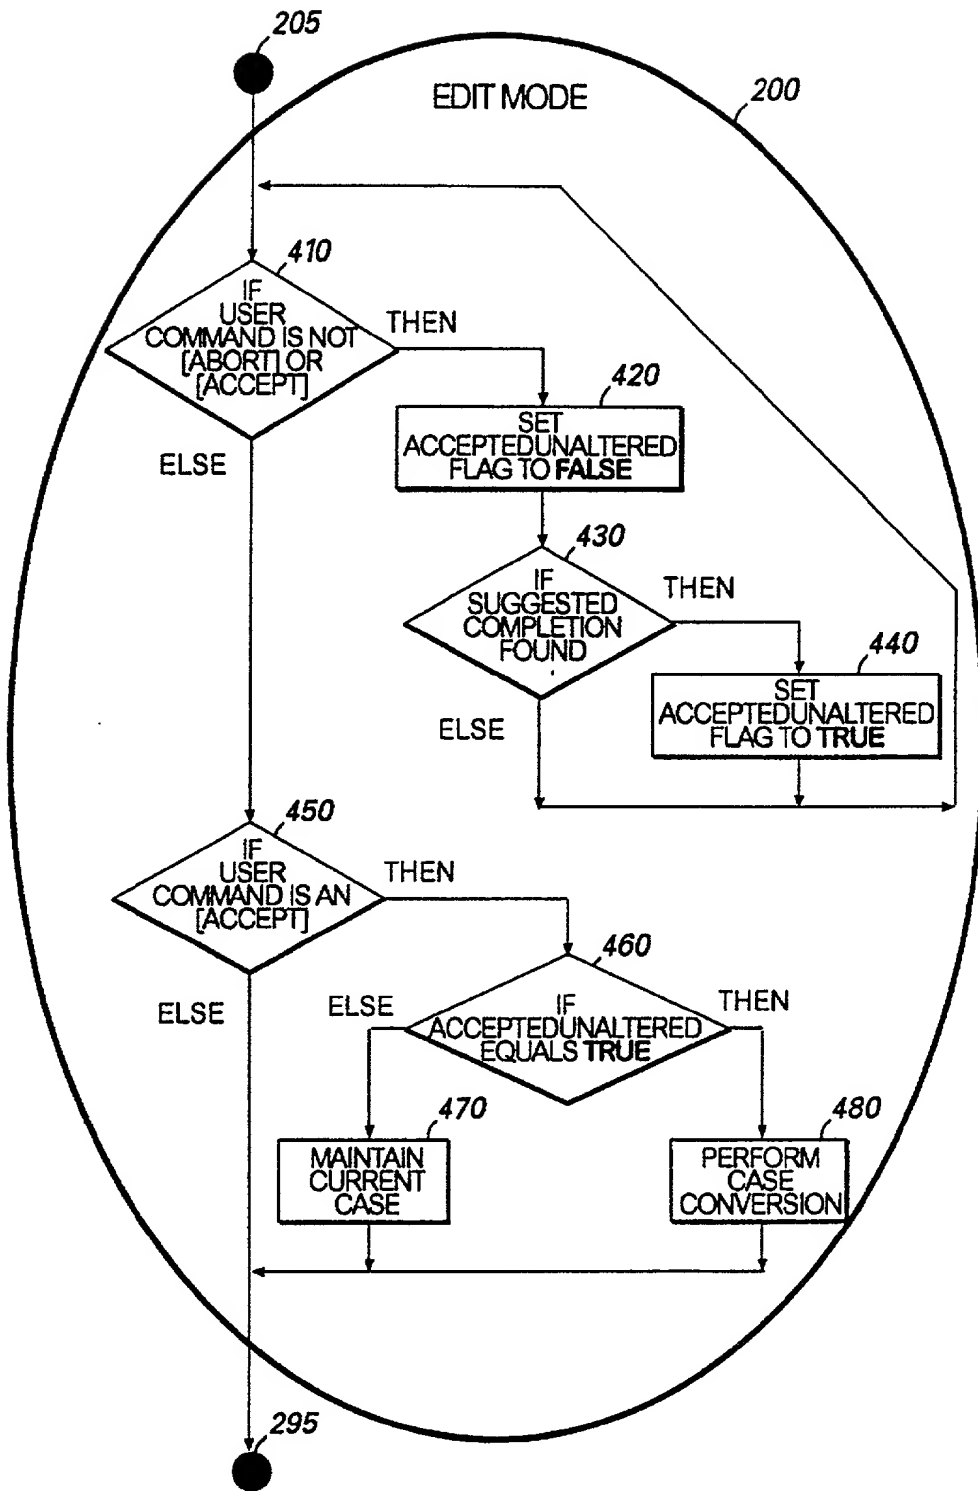 205
EDIT MODE
200
410
IF
USER
COMMAND IS NOT
[ABORT] OR
[ACCEPT]
THEN
ELSE
420
SET
ACCEPTEDUNALTERED
FLAG TO FALSE
430
IF
SUGGESTED
COMPLETION
FOUND
THEN
ELSE
440
SET
ACCEPTEDUNALTERED
FLAG TO TRUE
450
IF
USER
COMMAND IS AN
[ACCEPT]
THEN
ELSE
460
IF
ACCEPTEDUNALTERED
EQUALS TRUE
ELSE
THEN
470
MAINTAIN
CURRENT
CASE
480
PERFORM
CASE
CONVERSION
295